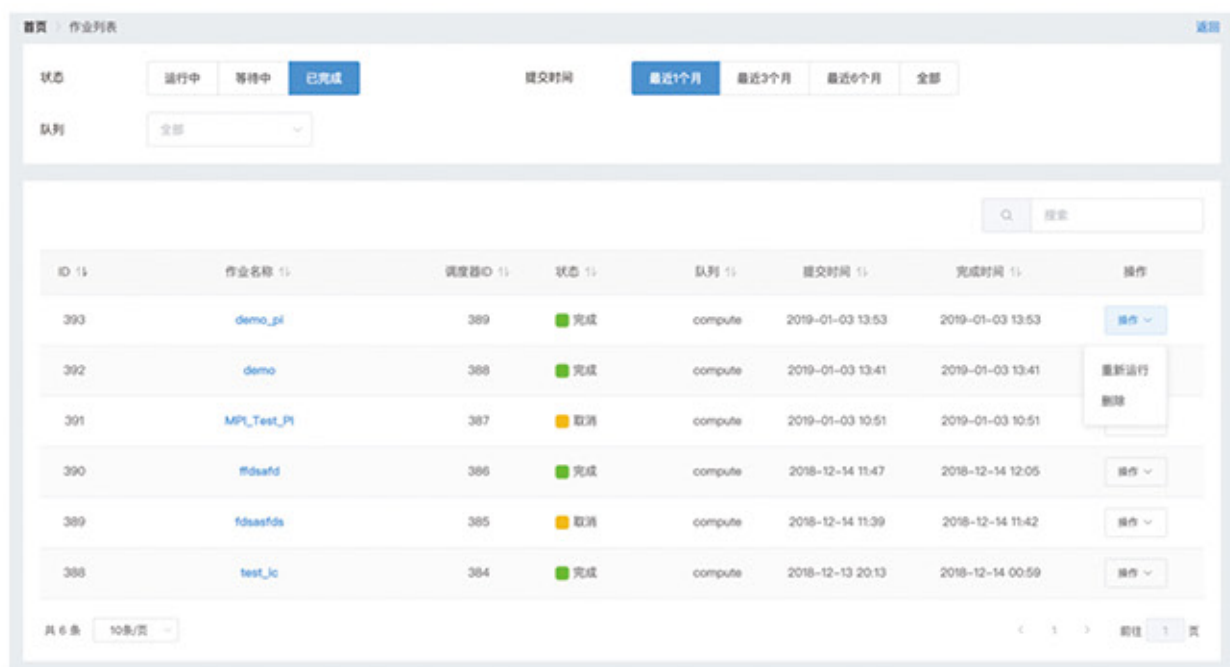 首页 作业列表 返回
状态 运行中 等待中 已完成 提交时间 最近1个月 最近3个月 最近6个月 全部
队列 全部
搜索
ID 作业名称 调度器ID 状态 队列 提交时间 完成时间 操作
393 demo_pi 389 完成 compute 2019-01-03 13:53 2019-01-03 13:53 操作
392 demo 388 完成 compute 2019-01-03 13:41 2019-01-03 13:41 重新运行
删除
391 MPI_Test_PI 387 取消 compute 2019-01-03 10:51 2019-01-03 10:51
390 ffdsafd 386 完成 compute 2018-12-14 11:47 2018-12-14 12:05 操作
389 fdsasfds 385 取消 compute 2018-12-14 11:39 2018-12-14 11:42 操作
388 test_ic 384 完成 compute 2018-12-13 20:13 2018-12-14 00:59 操作
共 6 条 10条/页 < 1 > 前往 1 页